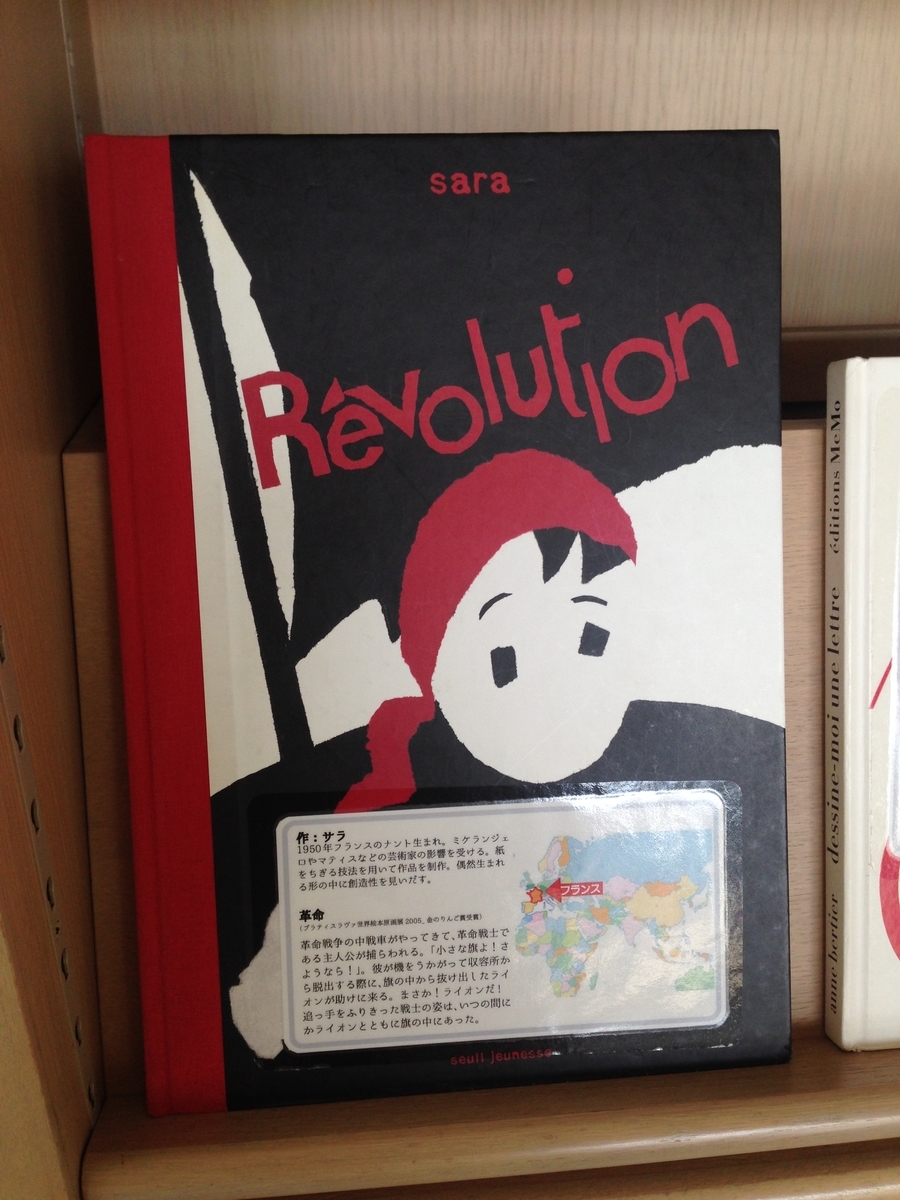 sara
Révolution
作：サラ
1950年フランスのナント生まれ。ミケランジェ
ロやマティスなどの芸術家の影響を受ける。紙
をちぎる技法を用いて作品を制作。偶然生まれ
る形の中に創造性を見いだす。
革命
(ブラティスラヴァ世界絵本原画展 2005_ 金のりんご賞受賞)
革命戦争の中戦車がやってきて、革命戦士で
ある主人公が捕らわれる。「小さな旗よ！さ
ようなら！」。彼が機をうかがって収容所か
ら脱出する際に、旗の中から抜け出したライ
オンが助けに来る。まさか！ライオンだ！
追っ手をふりきった戦士の姿は、いつの間に
かライオンとともに旗の中にあった。
フランス
seuil jeunesse
anne bertier dessine-moi une lettre éditions MeMo